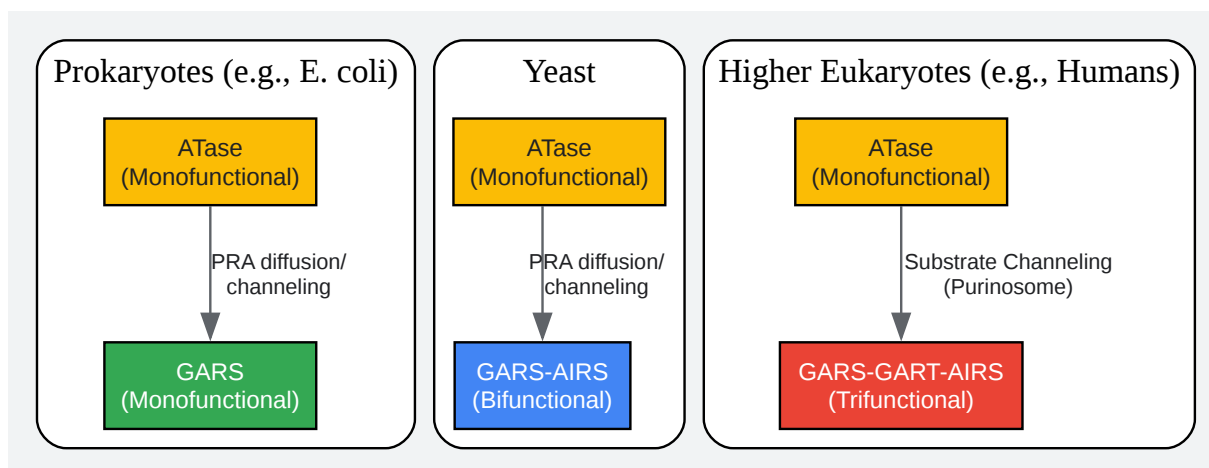 Prokaryotes (e.g., E. coli)
ATase
(Monofunctional)
PRA diffusion/
channeling
GARS
(Monofunctional)
Yeast
ATase
(Monofunctional)
PRA diffusion/
channeling
GARS-AIRS
(Bifunctional)
Higher Eukaryotes (e.g., Humans)
ATase
(Monofunctional)
Substrate Channeling
(Purinosome)
GARS-GART-AIRS
(Trifunctional)